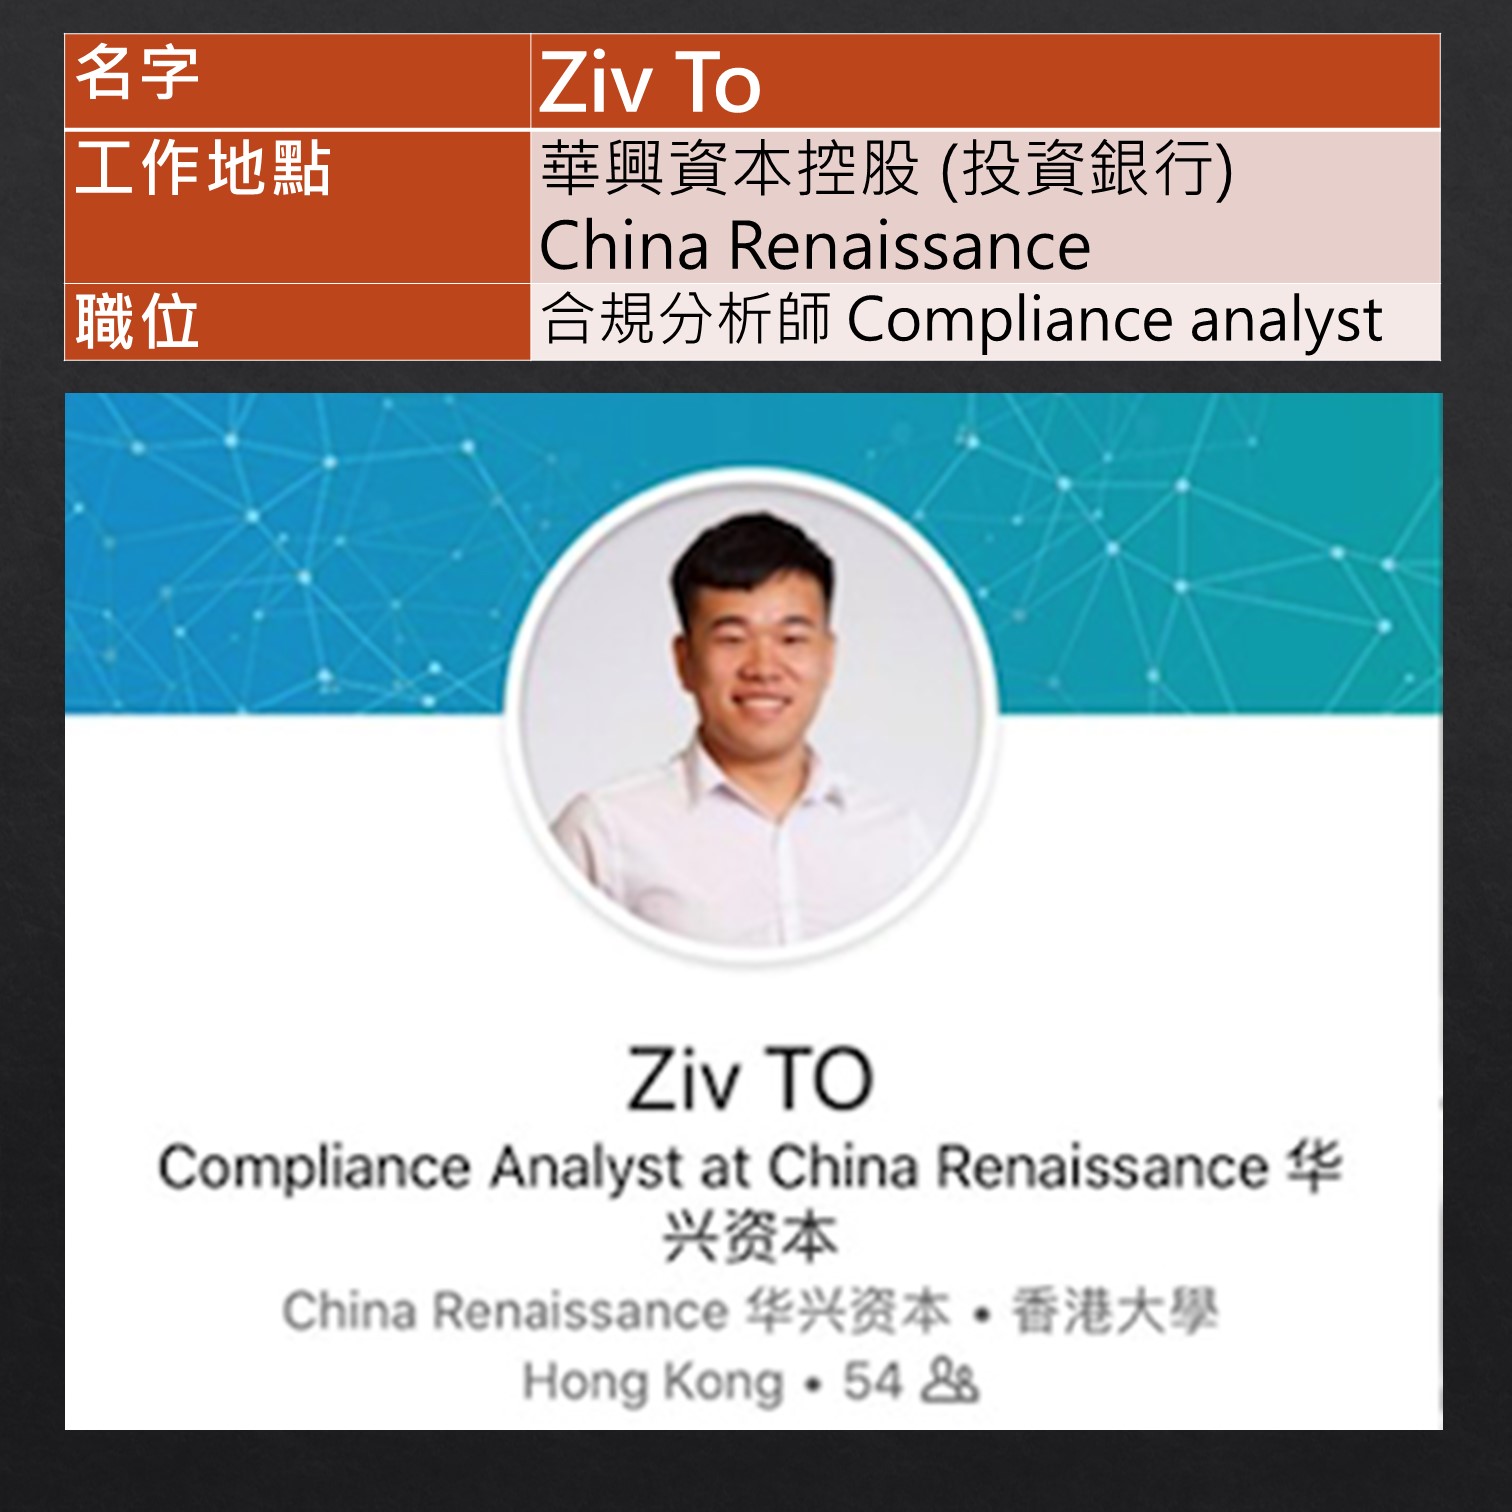 名字 Ziv To
工作地點 華興資本控股 (投資銀行)
China Renaissance
職位 合規分析師 Compliance analyst
Ziv TO
Compliance Analyst at China Renaissance 华
兴资本
China Renaissance 华兴资本 • 香港大學
Hong Kong • 54